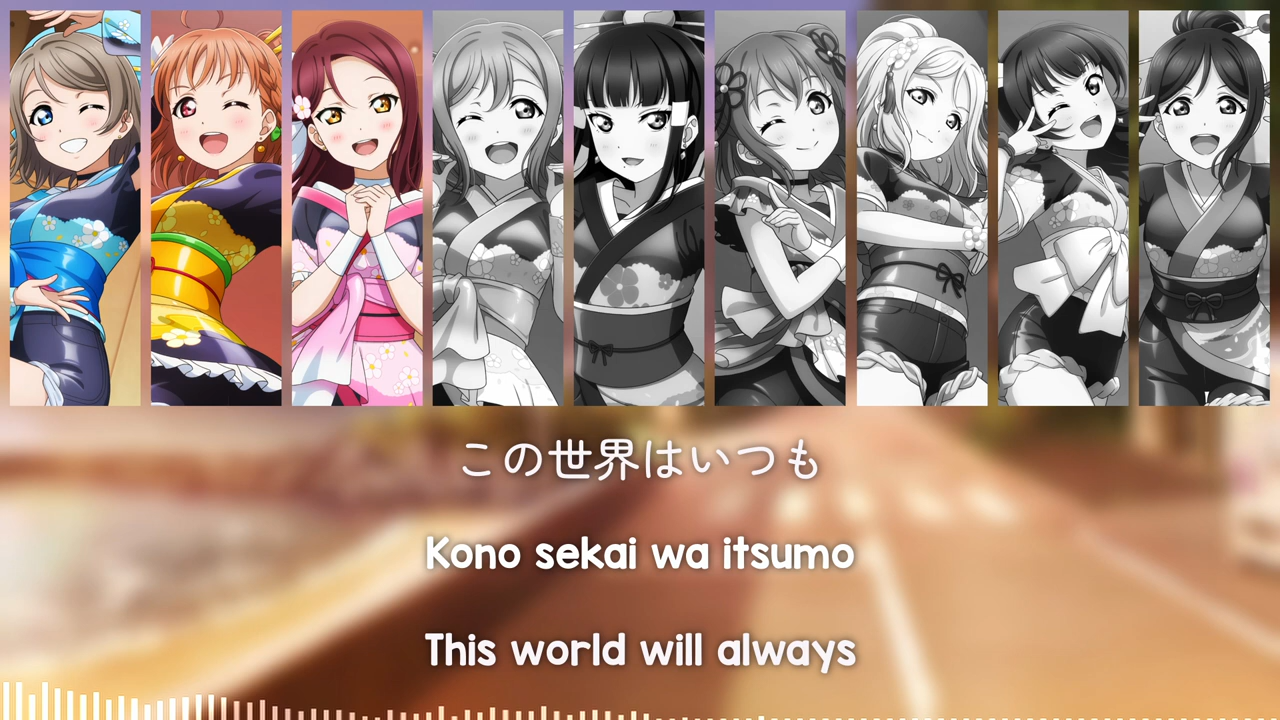 この世界はいつも
Kono sekai wa itsumo
This world will always